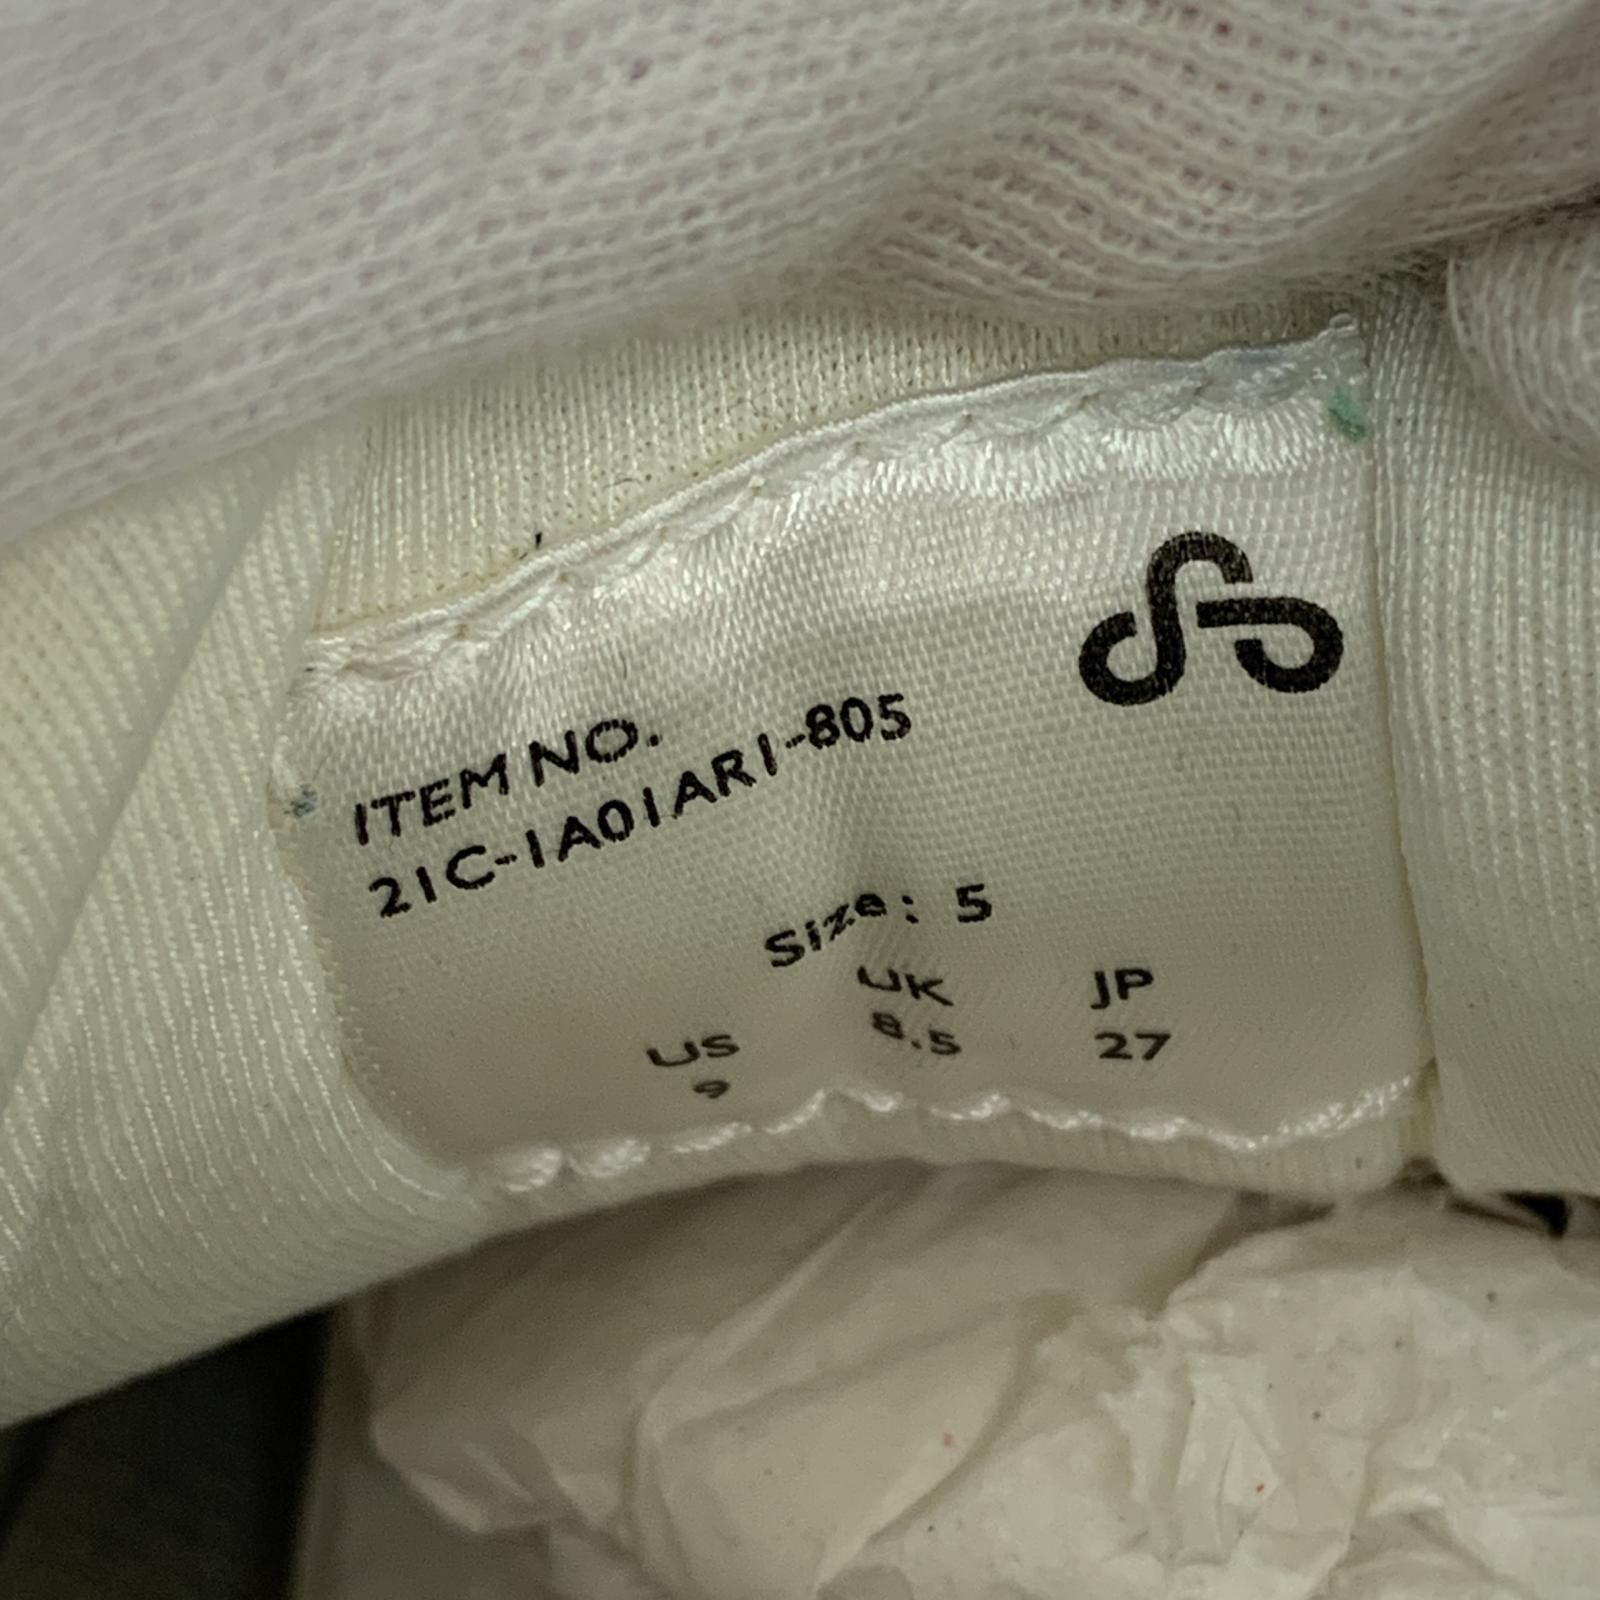 ITEM NO.
21C-1A01AR1-805
Size: 5
US UK JP
9 8.5 27